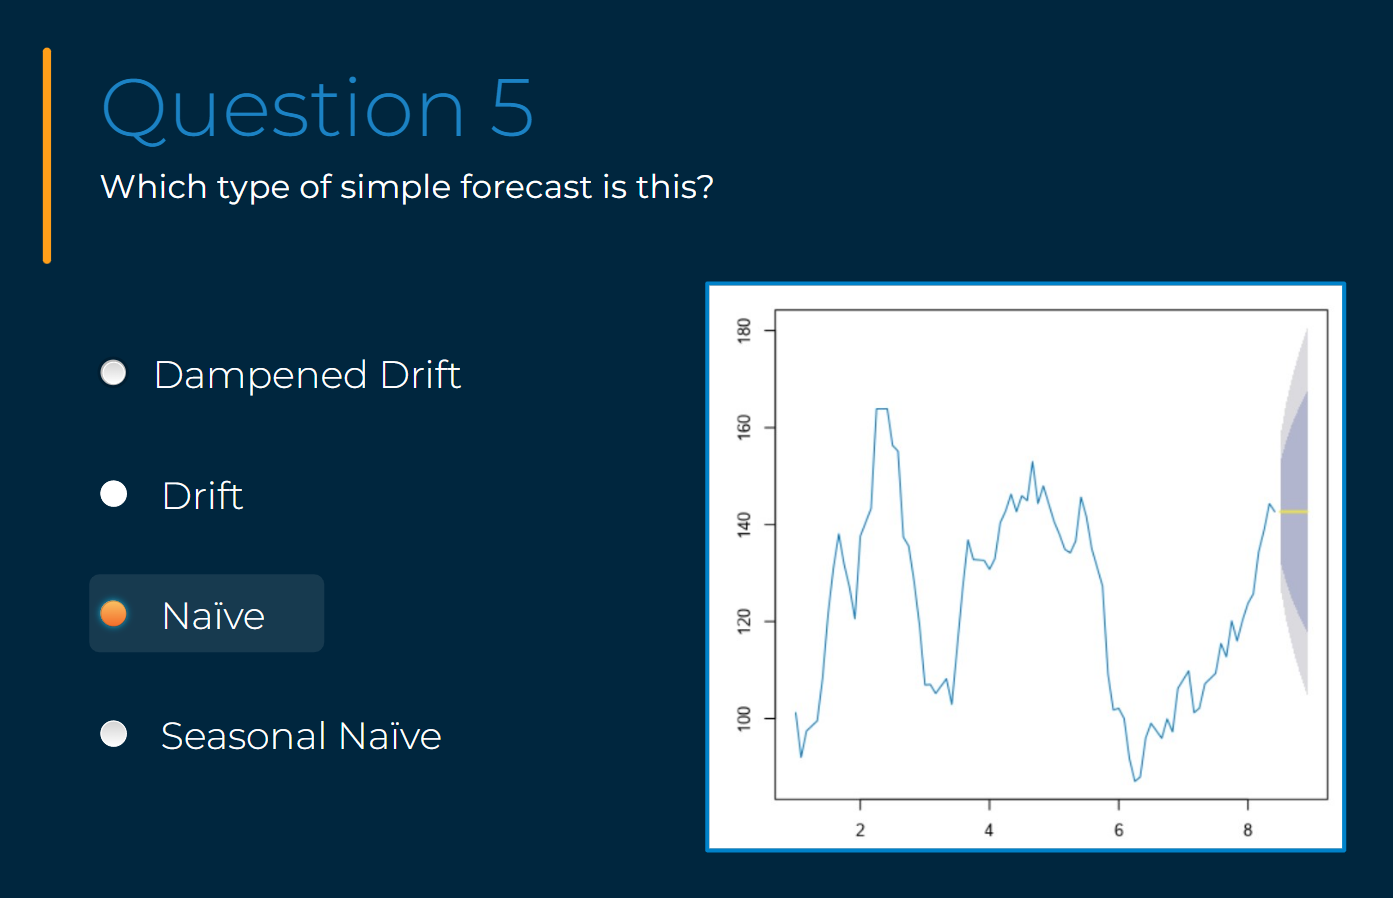 Question 5
Which type of simple forecast is this?
Dampened Drift
Drift
Naïve
Seasonal Naïve
180
160
140
120
100
2 4 6 8